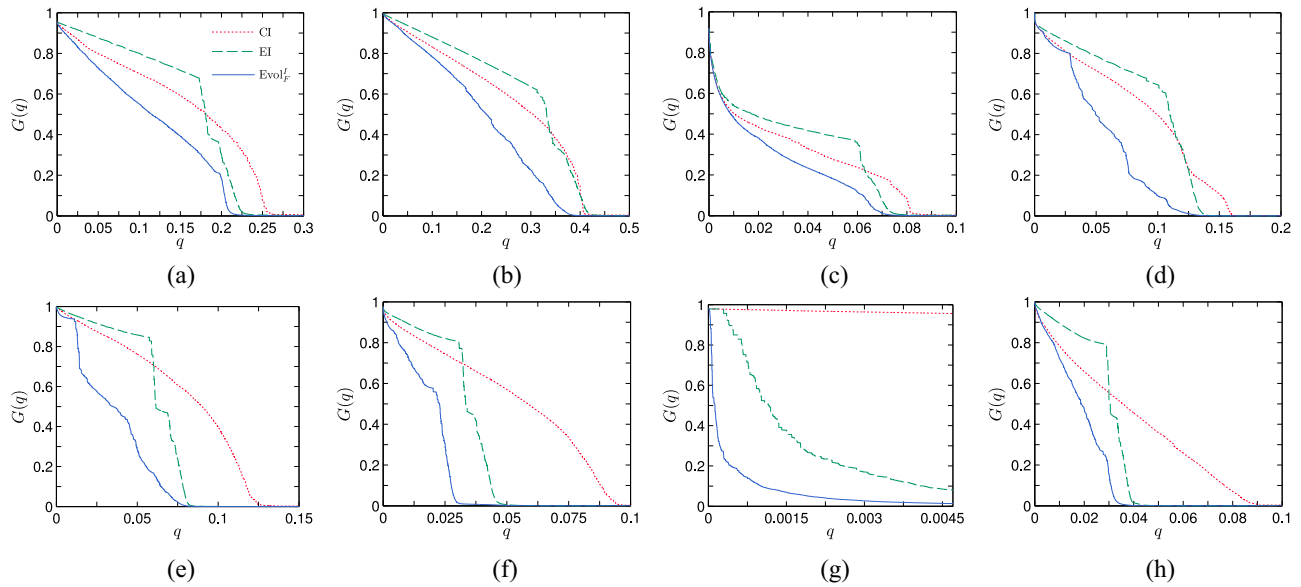 1 1 1 1
0.8 0.8 0.8 0.8
0.6 0.6 0.6 0.6
0.4 0.4 0.4 0.4
0.2 0.2 0.2 0.2
0 0 0 0
G(q) G(q) G(q) G(q)
CI
EI
Evol_F^I
0 0.05 0.1 0.15 0.2 0.25 0.3 0 0.1 0.2 0.3 0.4 0.5 0 0.02 0.04 0.06 0.08 0.1 0 0.05 0.1 0.15 0.2
q q q q
(a) (b) (c) (d)
1 1 1 1
0.8 0.8 0.8 0.8
0.6 0.6 0.6 0.6
0.4 0.4 0.4 0.4
0.2 0.2 0.2 0.2
0 0 0 0
G(q) G(q) G(q) G(q)
0 0.05 0.1 0.15 0 0.025 0.05 0.075 0.1 0 0.0015 0.003 0.0045 0 0.02 0.04 0.06 0.08 0.1
q q q q
(e) (f) (g) (h)